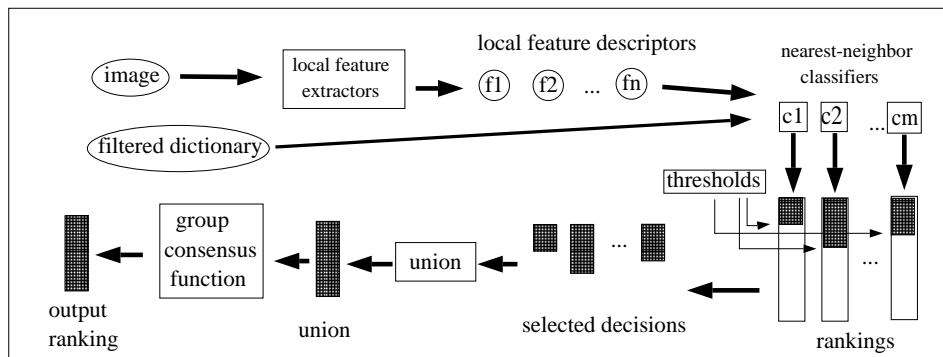 local feature descriptors
nearest-neighbor
classifiers
image
local feature
extractors
f1 f2 ... fn
c1 c2 ... cm
filtered dictionary
thresholds
group
consensus
function
union
...
...
output
ranking
union
selected decisions
rankings